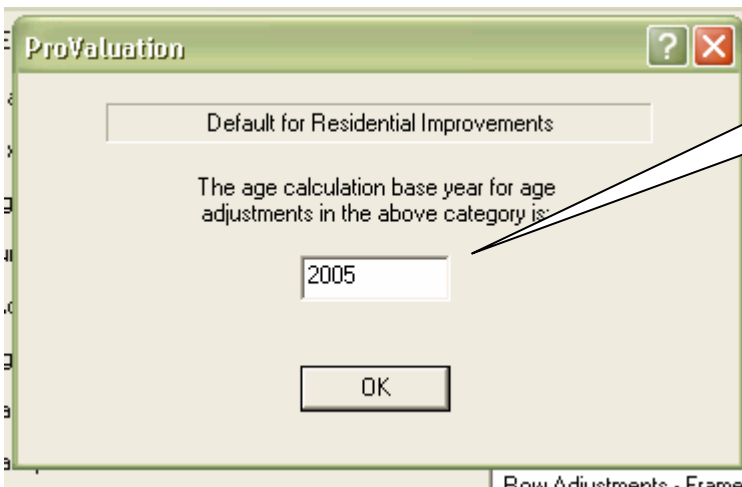 ProValuation
Default for Residential Improvements
The age calculation base year for age
adjustments in the above category is:
2005
OK
Row Adjustments - Frame